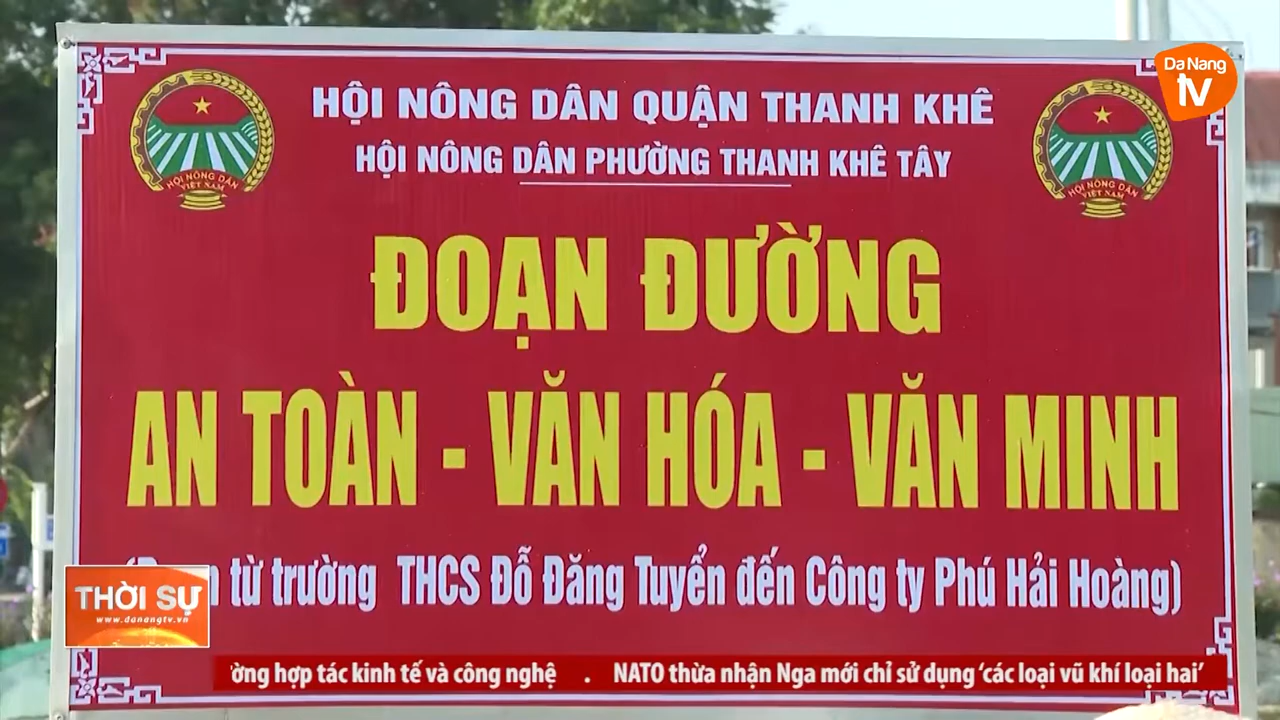 Da Nang
tv
HỘI NÔNG DÂN QUẬN THANH KHÊ
HỘI NÔNG DÂN PHƯỜNG THANH KHÊ TÂY
HỘI NÔNG DÂN
VIỆT NAM
HỘI NÔNG DÂN
VIỆT NAM
ĐOẠN ĐƯỜNG
AN TOÀN - VĂN HÓA - VĂN MINH
từ trường THCS Đỗ Đăng Tuyển đến Công ty Phú Hải Hoàng)
THỜI SỰ
www.danangtv.vn
ờng hợp tác kinh tế và công nghệ . NATO thừa nhận Nga mới chỉ sử dụng ‘các loại vũ khí loại hai’